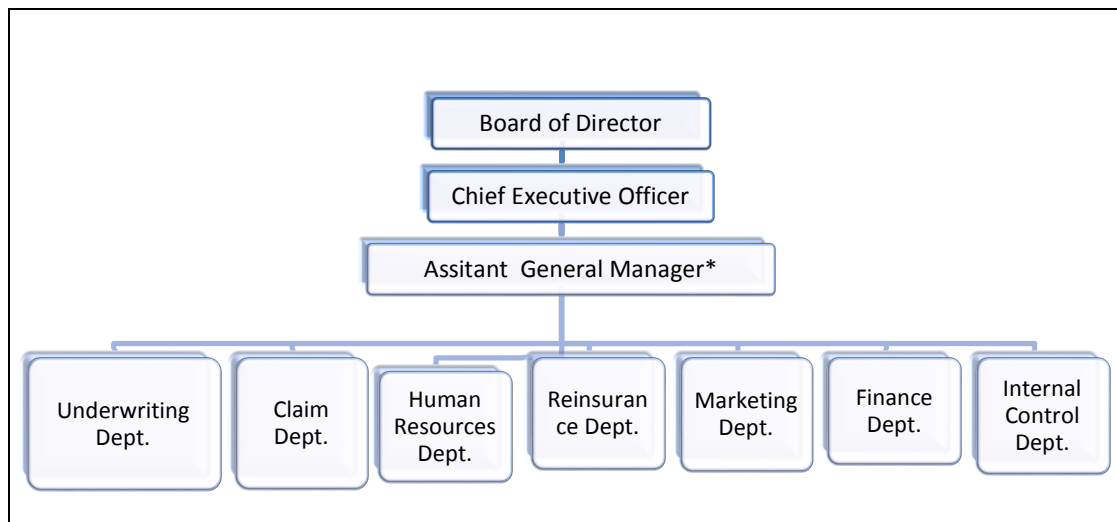 Board of Director
Chief Executive Officer
Assitant  General Manager*
Underwriting
Dept.
Claim
Dept.
Human
Resources
Dept.
Reinsuran
ce Dept.
Marketing
Dept.
Finance
Dept.
Internal
Control
Dept.